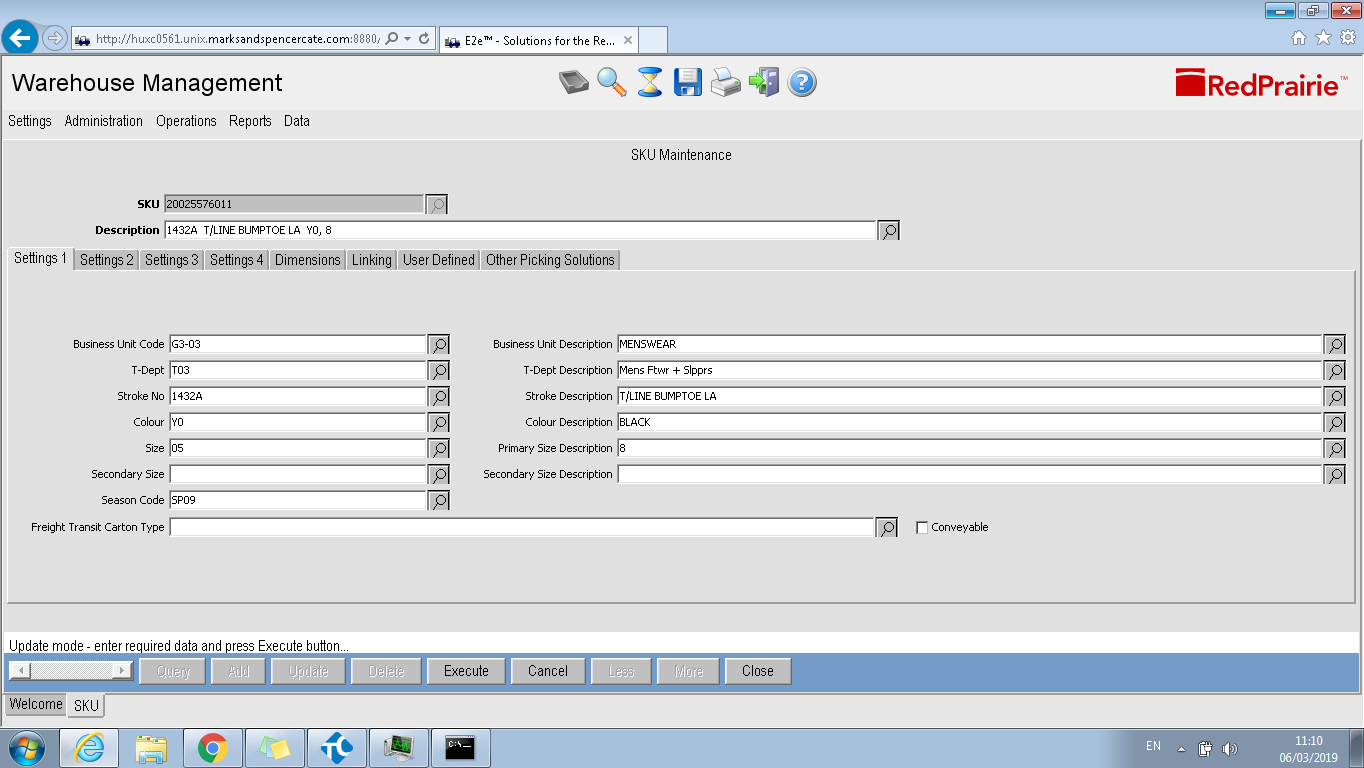 http://huxc0561.unix.marksandspencercate.com:8880/
E2e™ - Solutions for the Re...
Warehouse Management
RedPrairie™
Settings Administration Operations Reports Data
SKU Maintenance
SKU 20025576011
Description 1432A T/LINE BUMPTOE LA Y0, 8
Settings 1 Settings 2 Settings 3 Settings 4 Dimensions Linking User Defined Other Picking Solutions
Business Unit Code G3-03 Business Unit Description MENSWEAR
T-Dept T03 T-Dept Description Mens Ftwr + Slpprs
Stroke No 1432A Stroke Description T/LINE BUMPTOE LA
Colour Y0 Colour Description BLACK
Size 05 Primary Size Description 8
Secondary Size Secondary Size Description
Season Code SP09
Freight Transit Carton Type Conveyable
Update mode - enter required data and press Execute button...
Query Add Update Delete Execute Cancel Less More Close
Welcome SKU
EN 11:10
06/03/2019